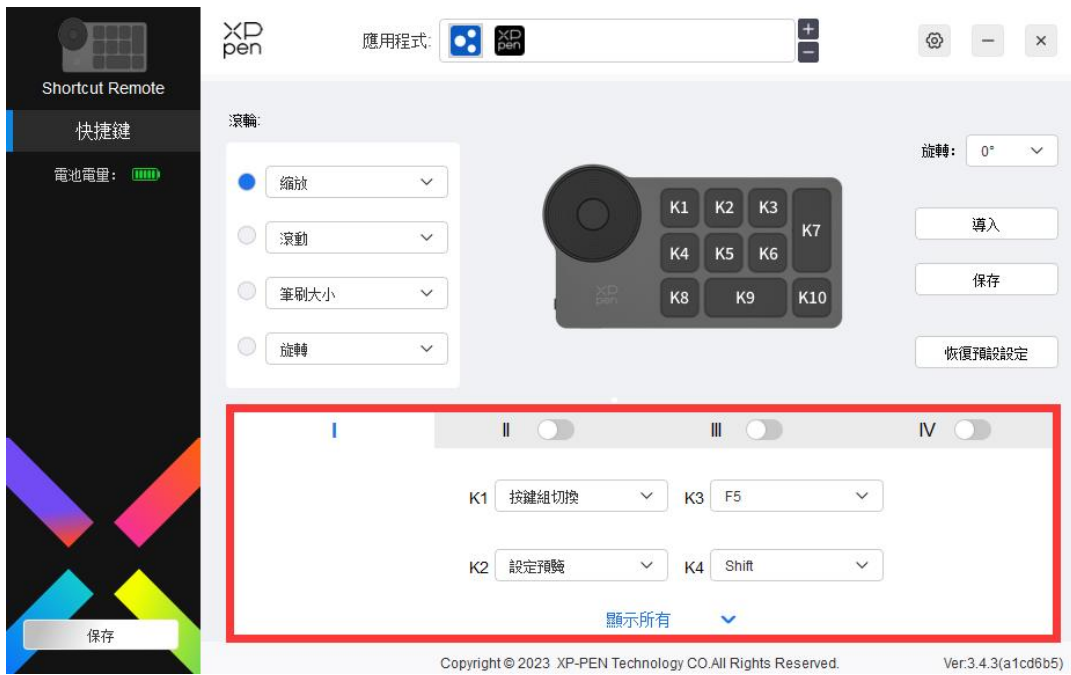 Shortcut Remote
快捷鍵
電池電量：
保存
XP
pen
應用程式:
XP
pen
+
−
滾輪:
縮放
滾動
筆刷大小
旋轉
K1 K2 K3
K7
K4 K5 K6
K8 K9 K10
XP
pen
旋轉： 0°
導入
保存
恢復預設設定
I II III IV
K1 按鍵組切換 K3 F5
K2 設定預覽 K4 Shift
顯示所有
Copyright © 2023 XP-PEN Technology CO.All Rights Reserved. Ver:3.4.3(a1cd6b5)